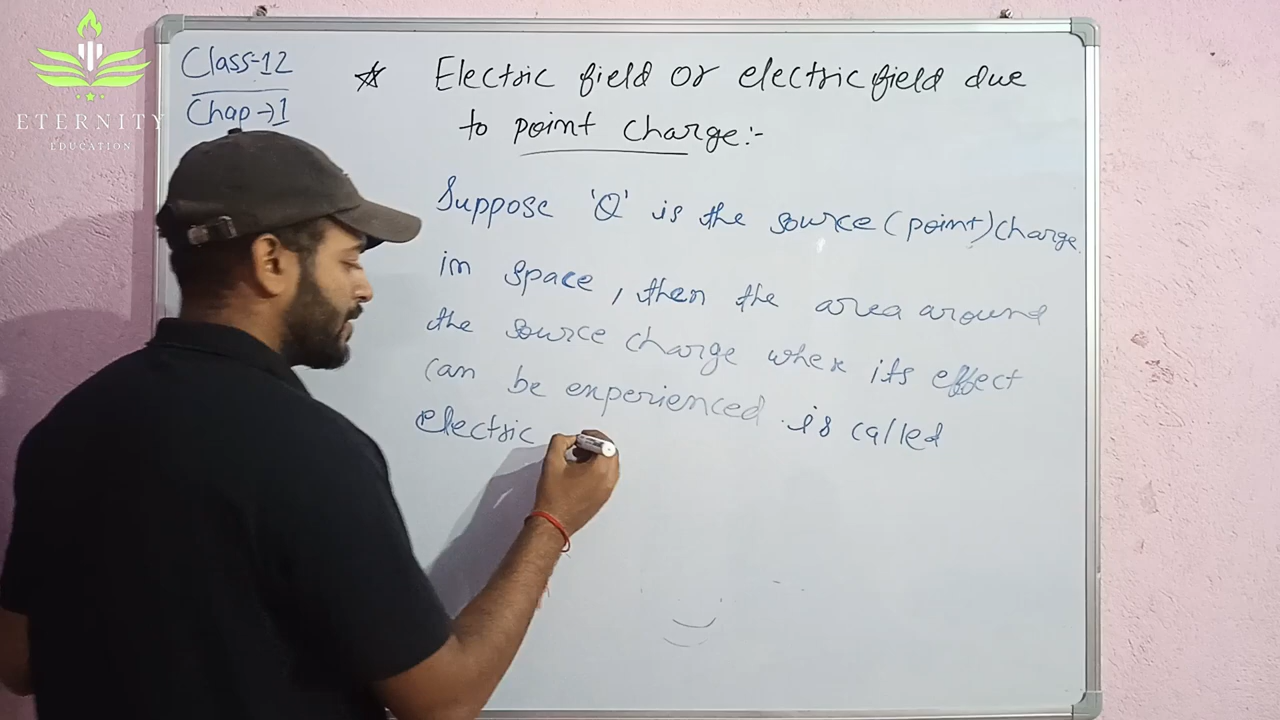 ETERNITY
EDUCATION
Class-12
Chap→1
☆ Electric field or electric field due
to point charge:-
Suppose 'Q' is the source (point) charge
in space, then the area around
the source charge where its effect
can be experienced is called
electric